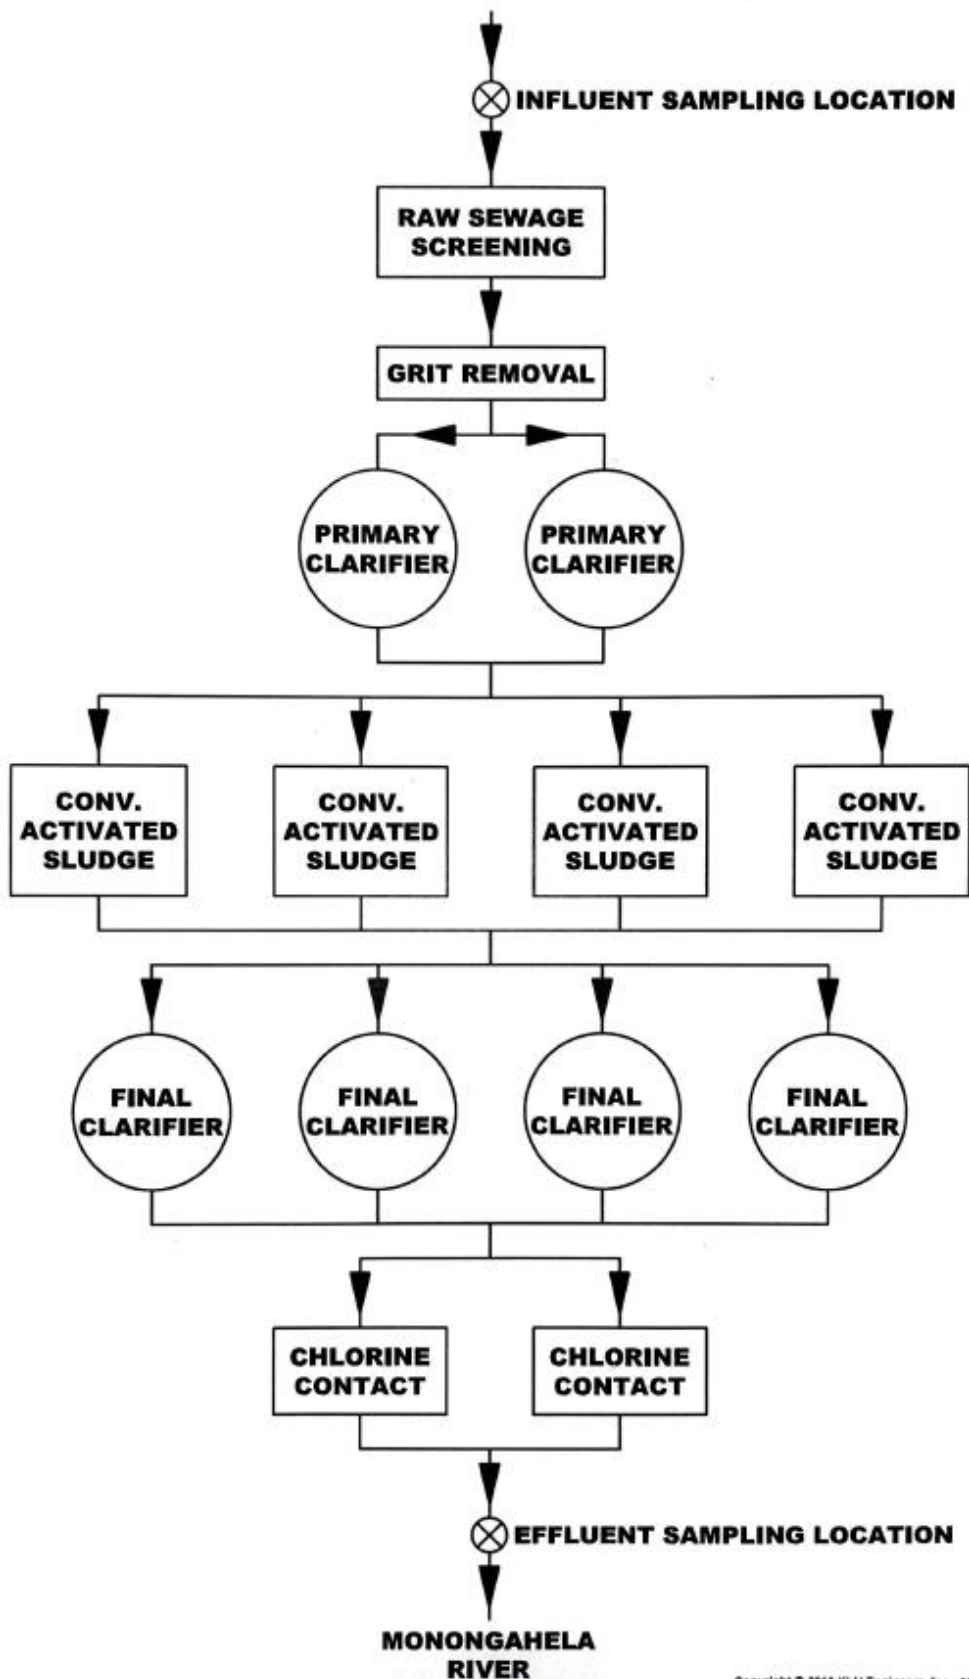 INFLUENT SAMPLING LOCATION
RAW SEWAGE
SCREENING
GRIT REMOVAL
PRIMARY
CLARIFIER
PRIMARY
CLARIFIER
CONV.
ACTIVATED
SLUDGE
CONV.
ACTIVATED
SLUDGE
CONV.
ACTIVATED
SLUDGE
CONV.
ACTIVATED
SLUDGE
FINAL
CLARIFIER
FINAL
CLARIFIER
FINAL
CLARIFIER
FINAL
CLARIFIER
CHLORINE
CONTACT
CHLORINE
CONTACT
EFFLUENT SAMPLING LOCATION
MONONGAHELA
RIVER